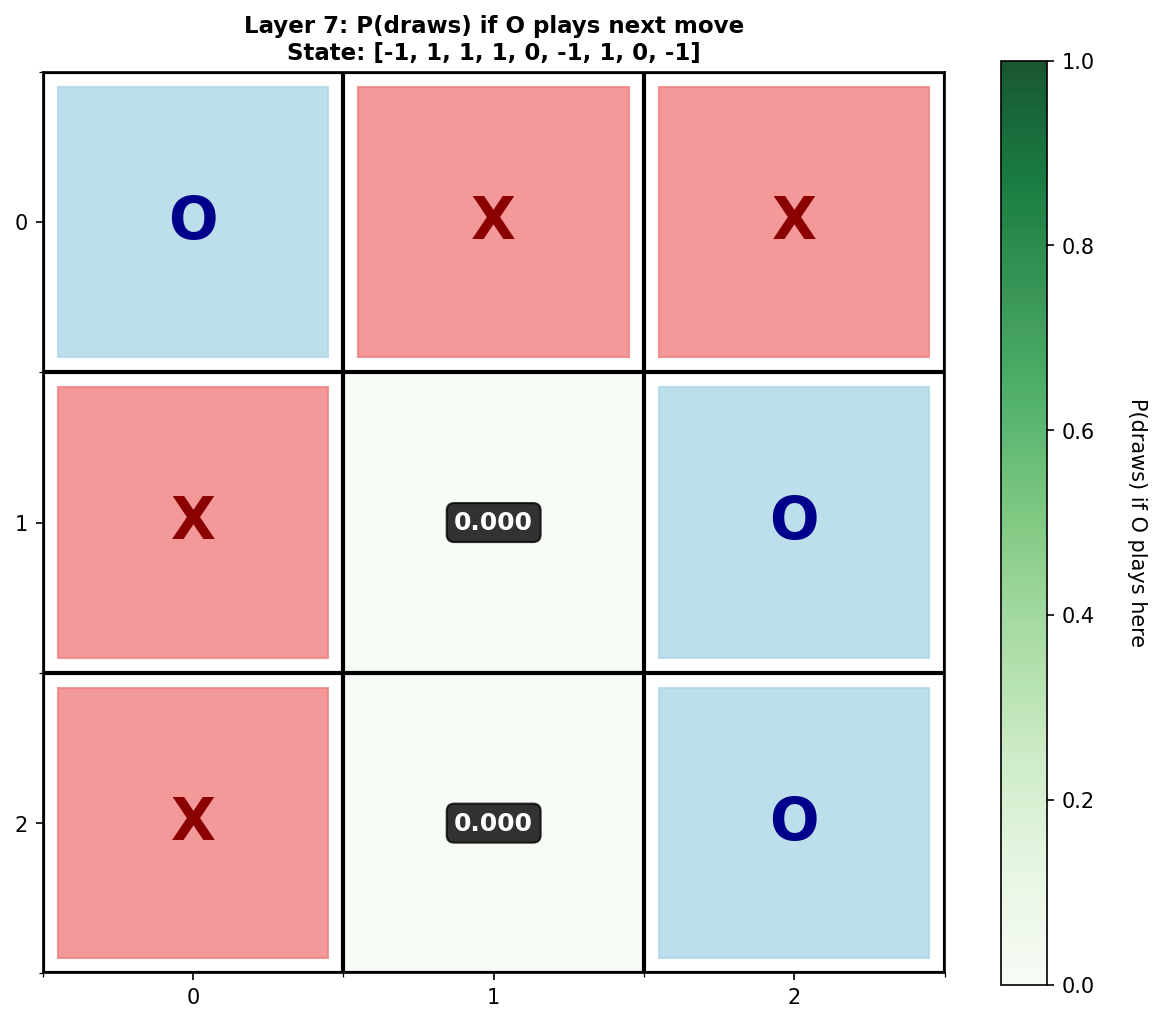 Layer 7: P(draws) if O plays next move
State: [-1, 1, 1, 1, 0, -1, 1, 0, -1]
O X X
X 0.000 O
X 0.000 O
0
1
2
0 1 2
1.0
0.8
0.6
0.4
0.2
0.0
P(draws) if O plays here